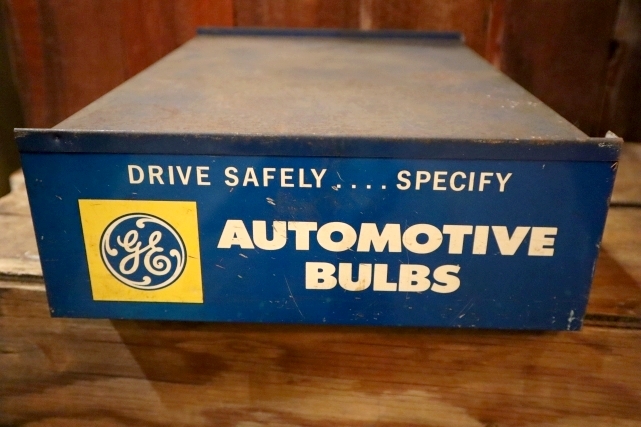 DRIVE SAFELY....SPECIFY
GE
AUTOMOTIVE
BULBS